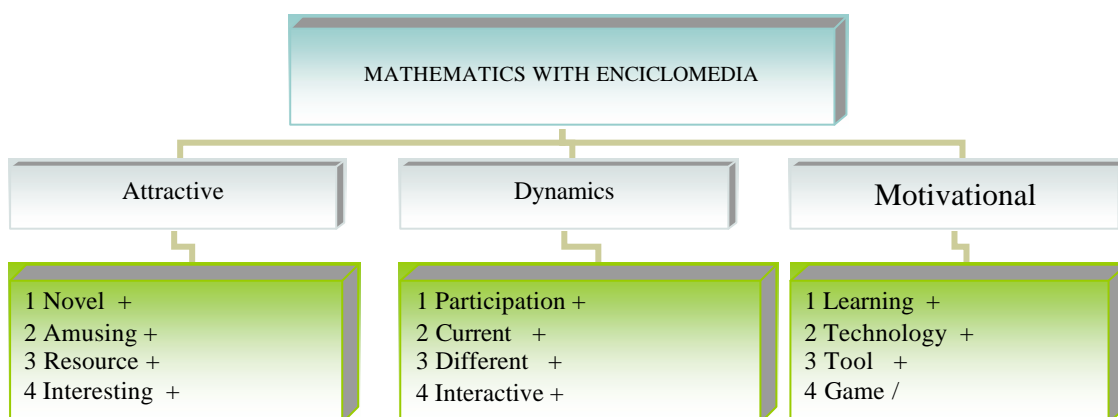 MATHEMATICS WITH ENCICLOMEDIA
Attractive
1 Novel +
2 Amusing +
3 Resource +
4 Interesting +
Dynamics
1 Participation +
2 Current +
3 Different +
4 Interactive +
Motivational
1 Learning +
2 Technology +
3 Tool +
4 Game /